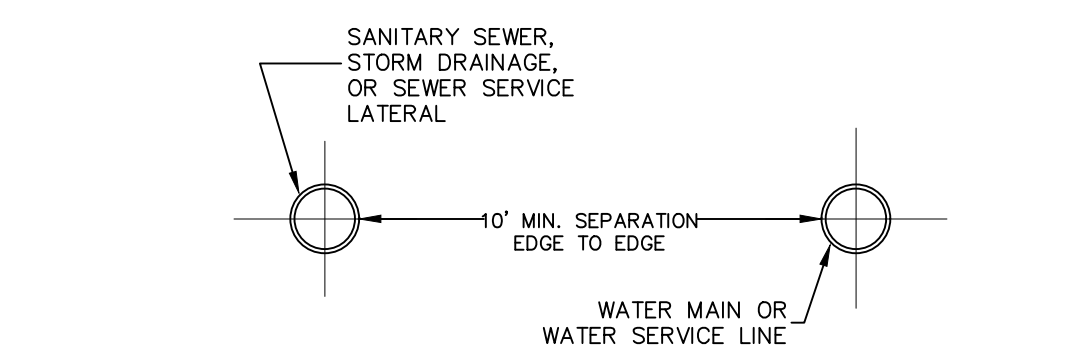 SANITARY SEWER,
STORM DRAINAGE,
OR SEWER SERVICE
LATERAL
10' MIN. SEPARATION
EDGE TO EDGE
WATER MAIN OR
WATER SERVICE LINE